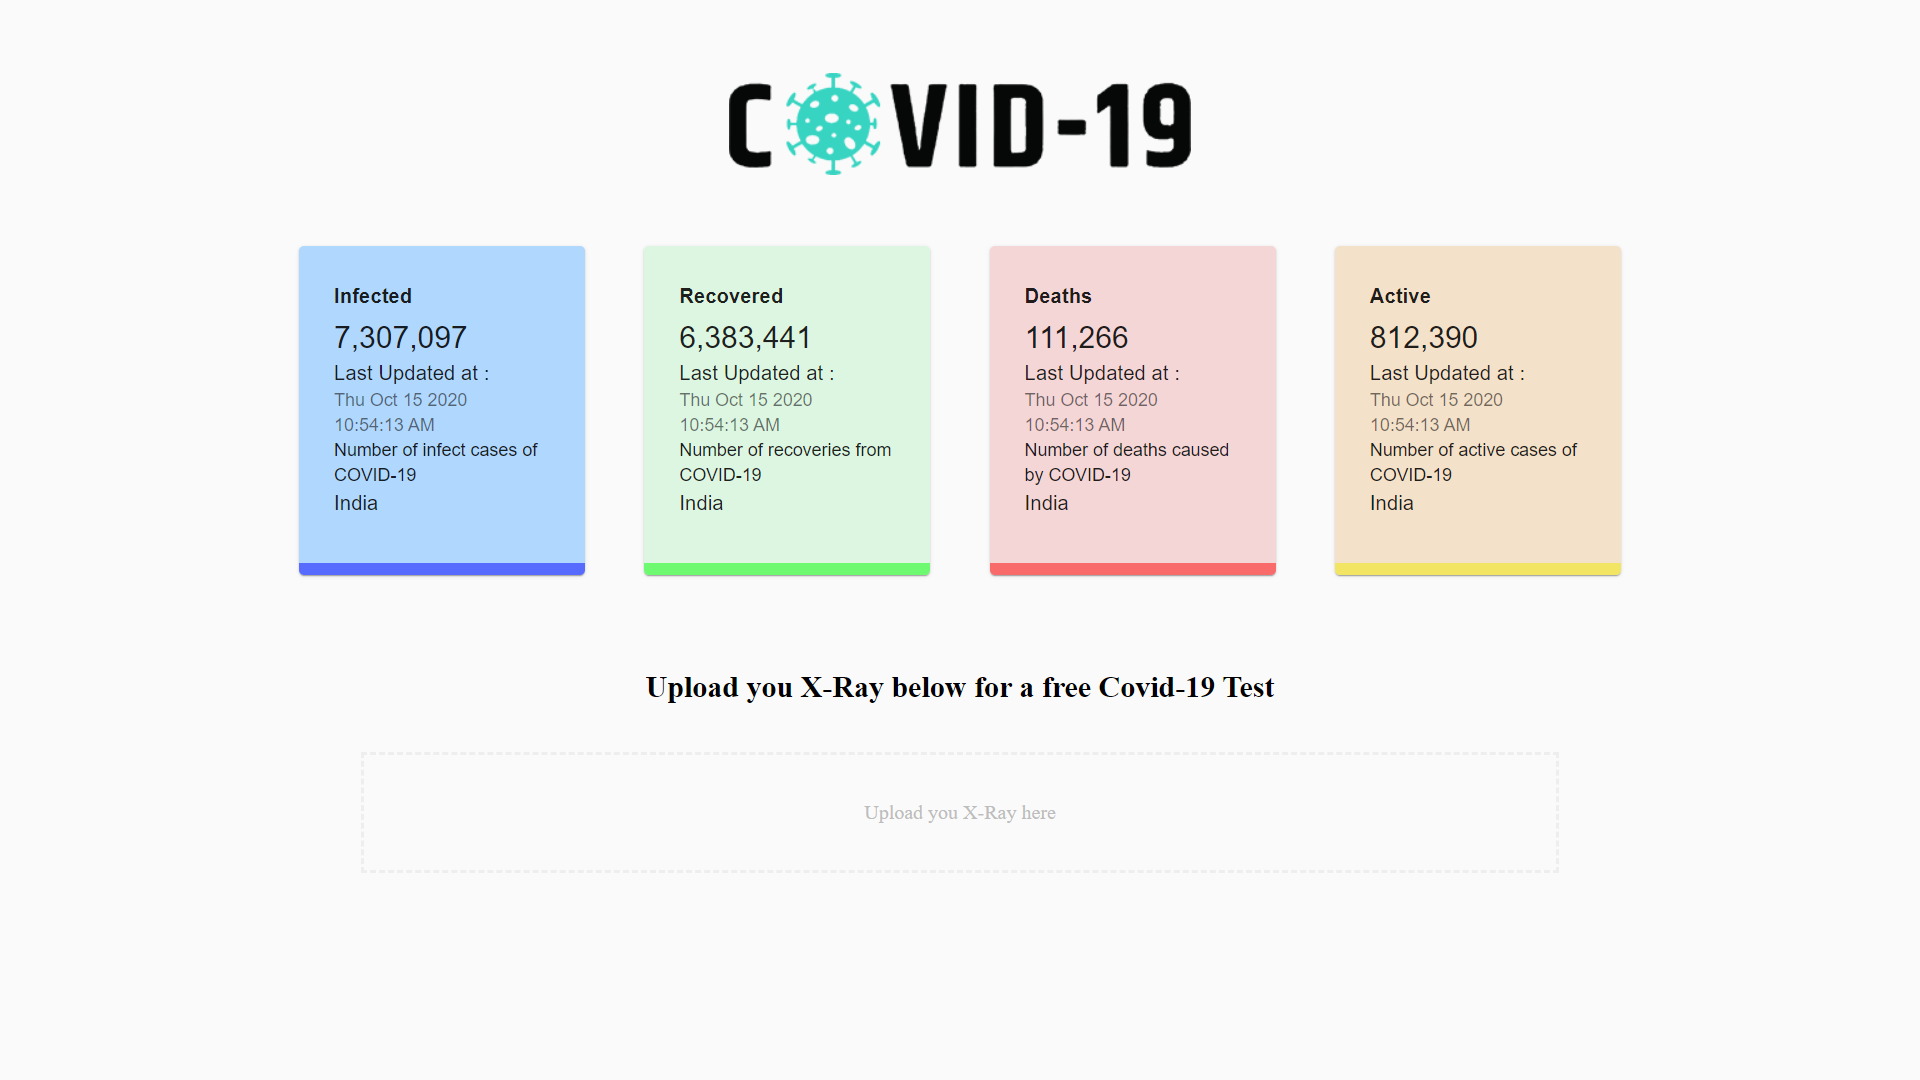 COVID-19
Infected
7,307,097
Last Updated at :
Thu Oct 15 2020
10:54:13 AM
Number of infect cases of
COVID-19
India
Recovered
6,383,441
Last Updated at :
Thu Oct 15 2020
10:54:13 AM
Number of recoveries from
COVID-19
India
Deaths
111,266
Last Updated at :
Thu Oct 15 2020
10:54:13 AM
Number of deaths caused
by COVID-19
India
Active
812,390
Last Updated at :
Thu Oct 15 2020
10:54:13 AM
Number of active cases of
COVID-19
India
Upload you X-Ray below for a free Covid-19 Test
Upload you X-Ray here